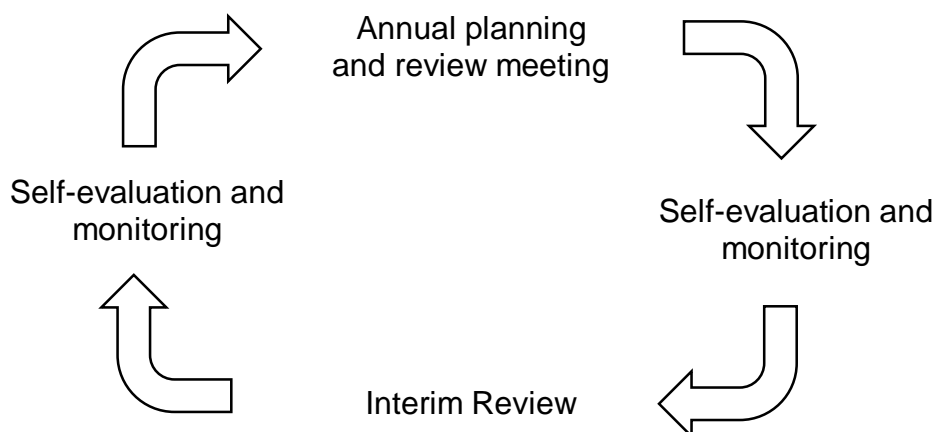 Annual planning
and review meeting
Self-evaluation and
monitoring
Self-evaluation and
monitoring
Interim Review